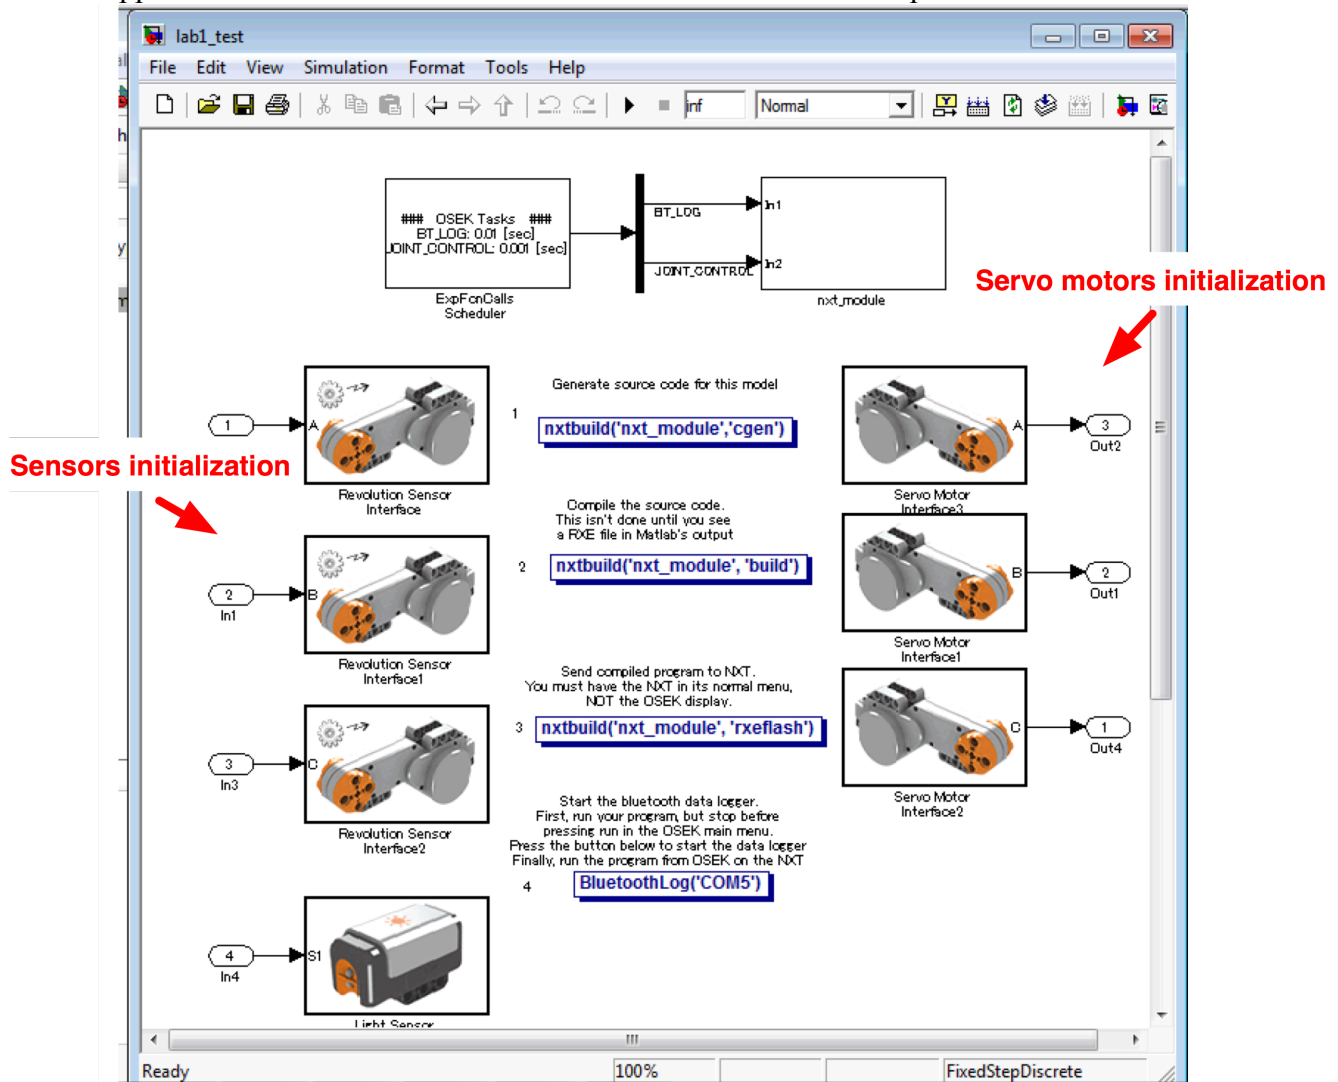 lab1_test
File Edit View Simulation Format Tools Help
inf Normal
### OSEK Tasks ###
BT_LOG: 0.01 [sec]
JOINT_CONTROL: 0.001 [sec]
ExpFcnCalls
Scheduler
BT_LOG
JOINT_CONTROL
In1
In2
nxt_module
Servo motors initialization
Sensors initialization
1
A
Revolution Sensor
Interface
2
In1
B
Revolution Sensor
Interface1
3
In3
C
Revolution Sensor
Interface2
4
In4
S1
Light Sensor
Generate source code for this model
1
nxtbuild('nxt_module','cgen')
Compile the source code.
This isn't done until you see
a RXE file in Matlab's output
2
nxtbuild('nxt_module', 'build')
Send compiled program to NXT.
You must have the NXT in its normal menu,
NOT the OSEK display.
3
nxtbuild('nxt_module', 'rxeflash')
Start the bluetooth data logger.
First, run your program, but stop before
pressing run in the OSEK main menu.
Press the button below to start the data logger
Finally, run the program from OSEK on the NXT
4
BluetoothLog('COM5')
A
3
Out2
Servo Motor
Interface3
B
2
Out1
Servo Motor
Interface1
C
1
Out4
Servo Motor
Interface2
Ready 100% FixedStepDiscrete